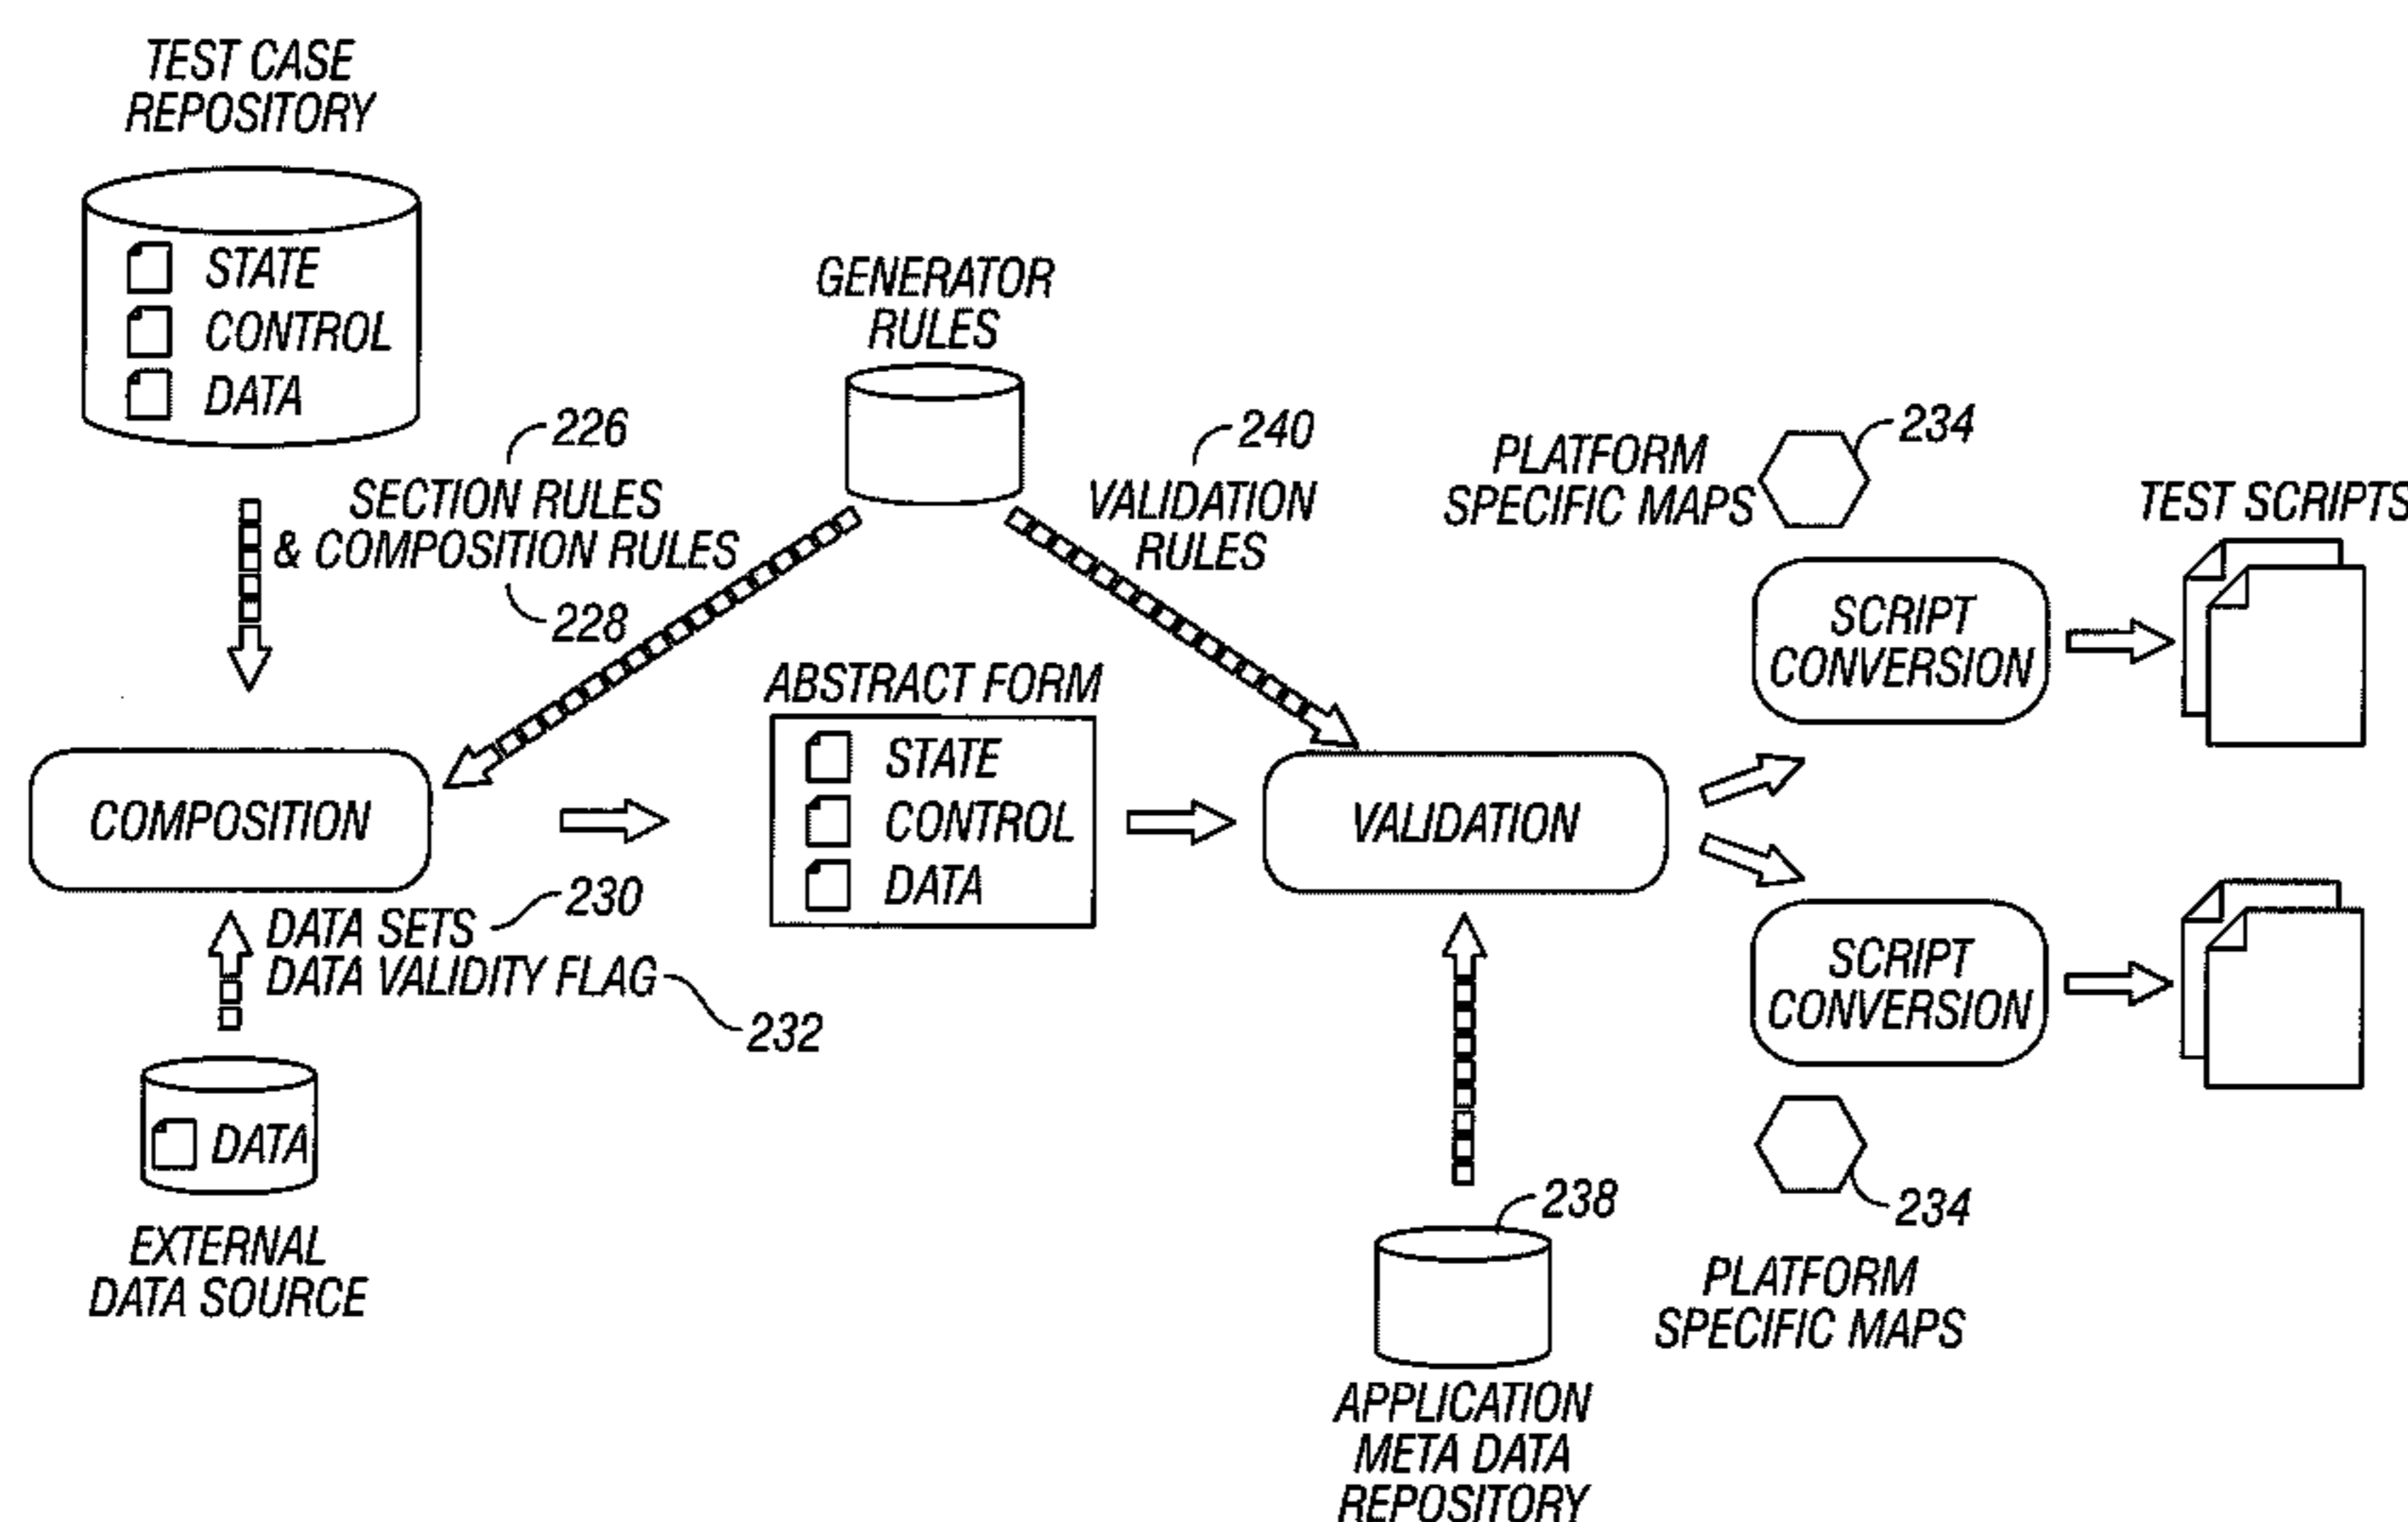 TEST CASE
REPOSITORY
STATE
CONTROL
DATA
226
SECTION RULES
& COMPOSITION RULES
228
GENERATOR
RULES
240
VALIDATION
RULES
PLATFORM
SPECIFIC MAPS
234
TEST SCRIPTS
SCRIPT
CONVERSION
ABSTRACT FORM
STATE
CONTROL
DATA
COMPOSITION
VALIDATION
DATA SETS
230
DATA VALIDITY FLAG
232
SCRIPT
CONVERSION
DATA
EXTERNAL
DATA SOURCE
238
APPLICATION
META DATA
REPOSITORY
234
PLATFORM
SPECIFIC MAPS